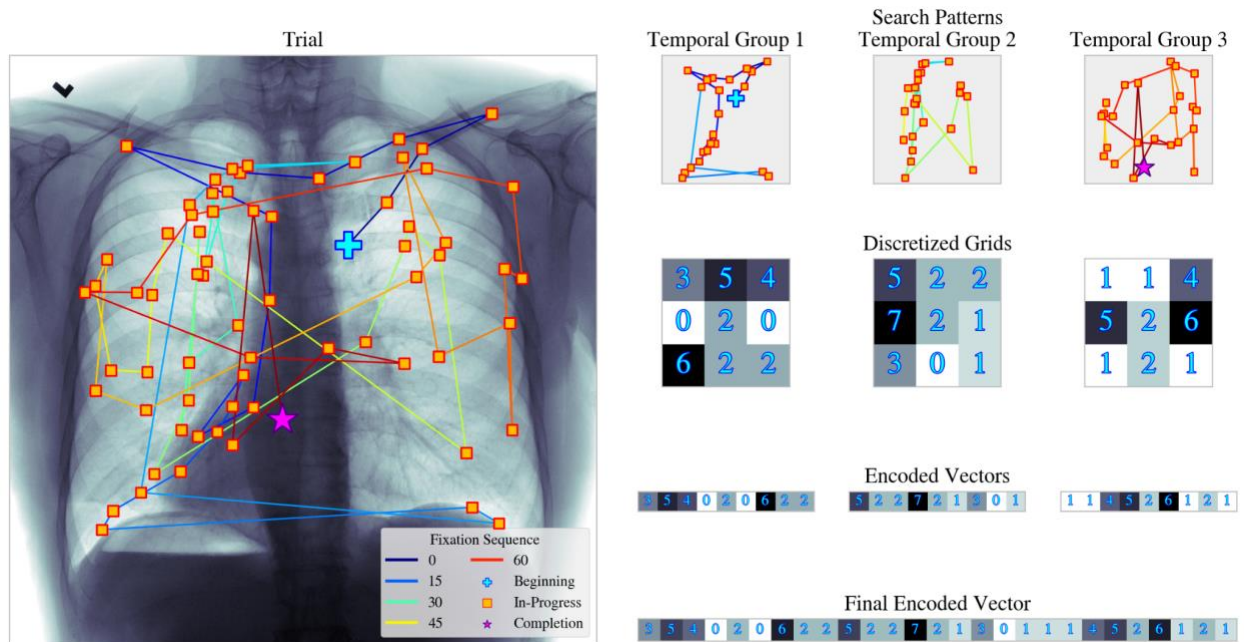 Trial
Fixation Sequence
0 60
15 Beginning
30 In-Progress
45 Completion
Search Patterns
Temporal Group 1 Temporal Group 2 Temporal Group 3
Discretized Grids
3 5 4 5 2 2 1 1 4
0 2 0 7 2 1 5 2 6
6 2 2 3 0 1 1 2 1
Encoded Vectors
3 5 4 0 2 0 6 2 2 5 2 2 7 2 1 3 0 1 1 1 4 5 2 6 1 2 1
Final Encoded Vector
3 5 4 0 2 0 6 2 2 5 2 2 7 2 1 3 0 1 1 1 4 5 2 6 1 2 1